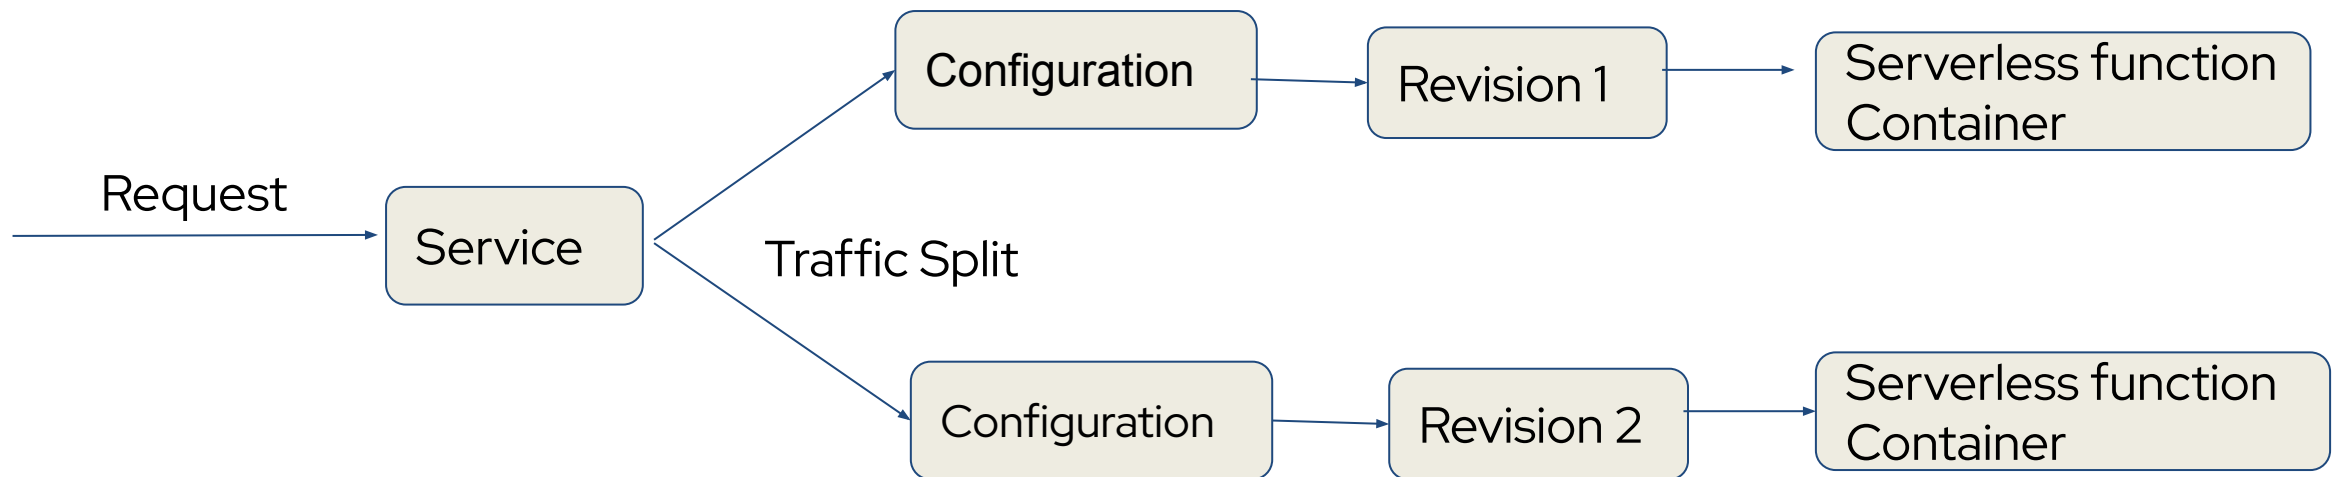 Request
Service
Traffic Split
Configuration
Revision 1
Serverless function
Container
Configuration
Revision 2
Serverless function
Container